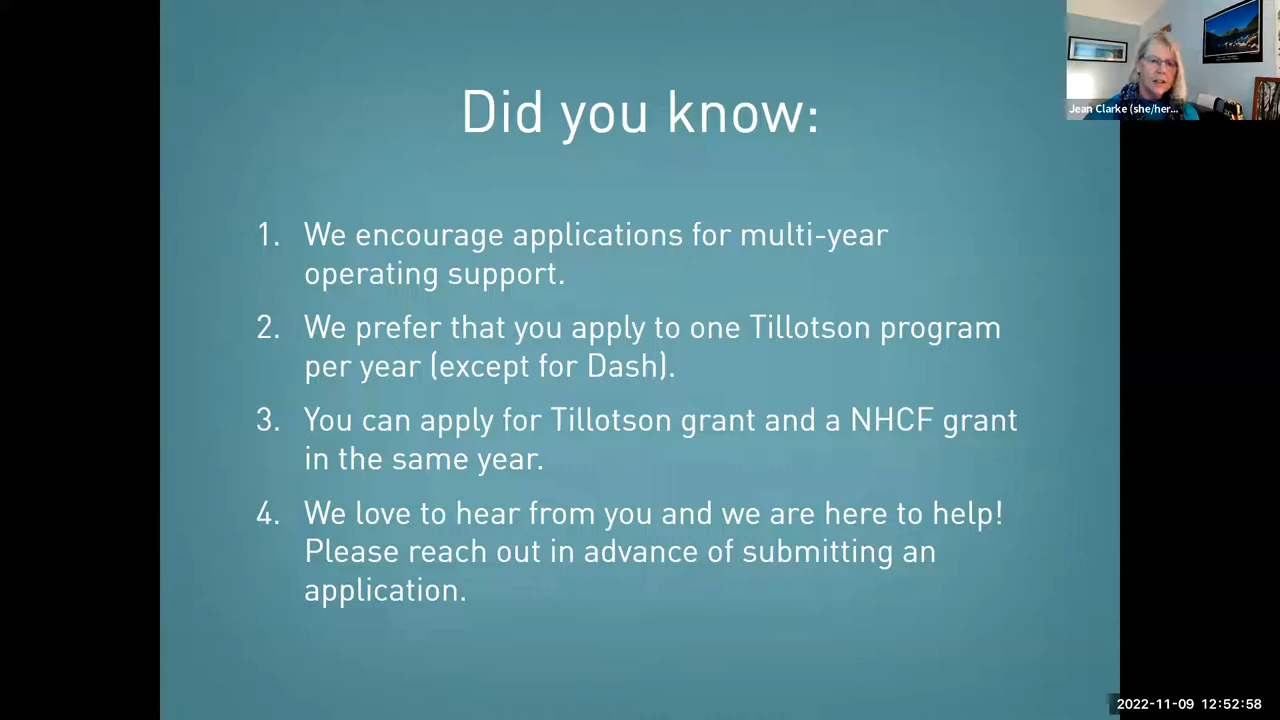 Did you know:
1. We encourage applications for multi-year
operating support.
2. We prefer that you apply to one Tillotson program
per year (except for Dash).
3. You can apply for Tillotson grant and a NHCF grant
in the same year.
4. We love to hear from you and we are here to help!
Please reach out in advance of submitting an
application.
Jean Clarke (she/her...
2022-11-09 12:52:58